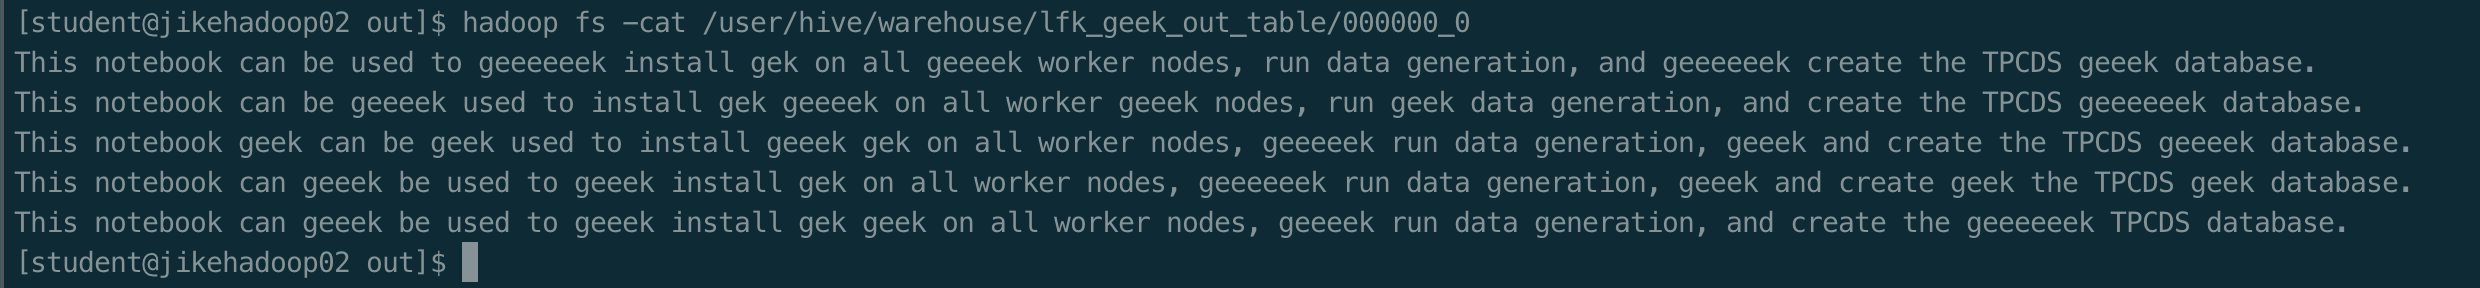 [student@jikehadoop02 out]$ hadoop fs -cat /user/hive/warehouse/lfk_geek_out_table/000000_0
This notebook can be used to geeeeeek install gek on all geeeek worker nodes, run data generation, and geeeeeek create the TPCDS geeek database.
This notebook can be geeeek used to install gek geeeek on all worker geeek nodes, run geek data generation, and create the TPCDS geeeeeek database.
This notebook geek can be geek used to install geeek gek on all worker nodes, geeeeek run data generation, geeek and create the TPCDS geeeek database.
This notebook can geeek be used to geeek install gek on all worker nodes, geeeeeek run data generation, geeek and create geek the TPCDS geek database.
This notebook can geeek be used to geeek install gek geek on all worker nodes, geeeek run data generation, and create the geeeeeek TPCDS database.
[student@jikehadoop02 out]$